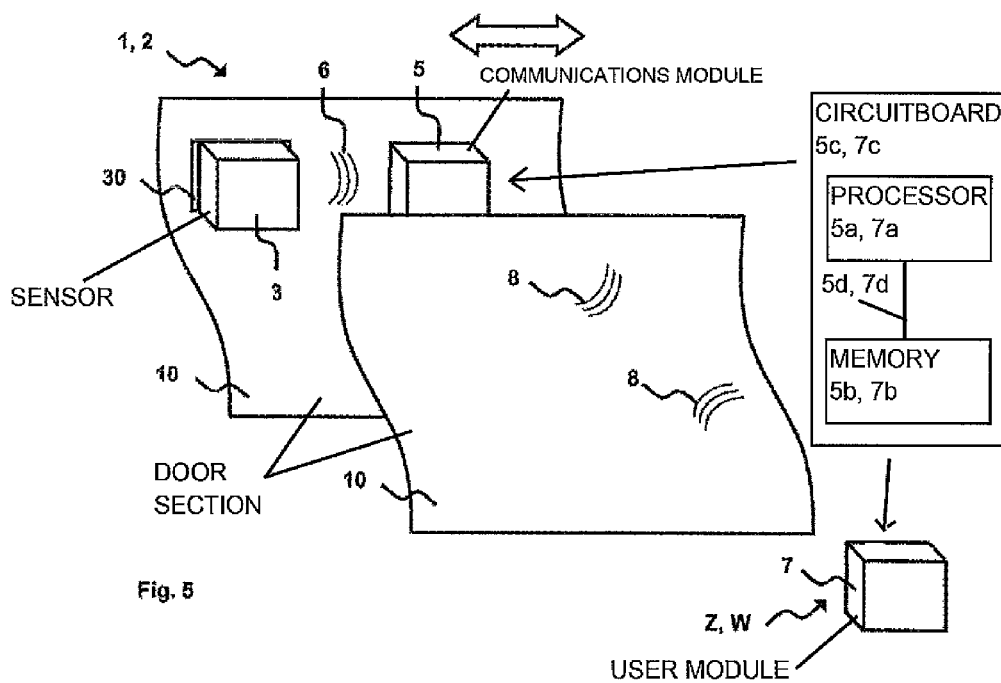 1, 2
6
5
COMMUNICATIONS MODULE
CIRCUITBOARD
5c, 7c
PROCESSOR
5a, 7a
5d, 7d
MEMORY
5b, 7b
30
SENSOR
3
8
8
10
DOOR
SECTION
10
Fig. 5
7
Z, W
USER MODULE